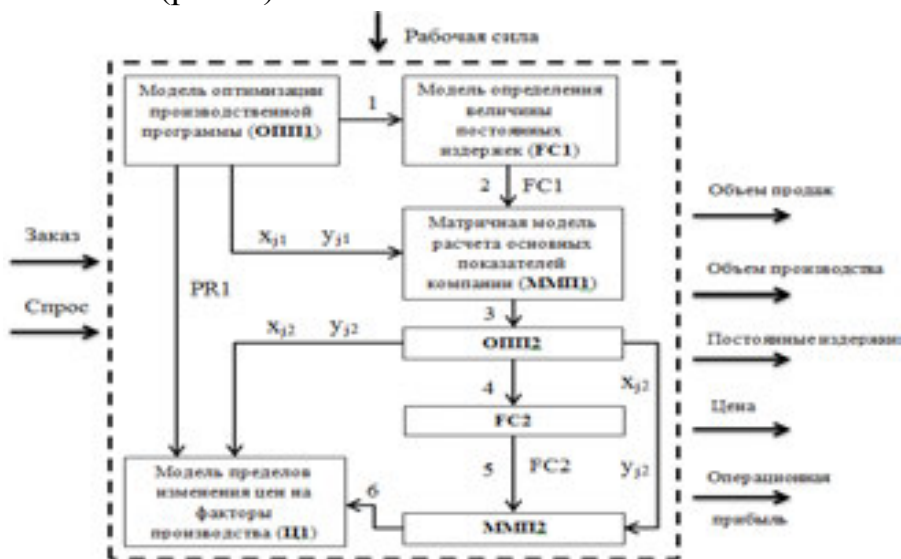 Рабочая сила
Модель оптимизации
производственной
программы (ОПП1)
1
Модель определения
величины
постоянных
издержек (FC1)
2 FC1
Объем продаж
Матричная модель
расчета основных
показателей
компании (ММП1)
xj1 yj1
Заказ
Объем производства
PR1
Спрос
3
xj2 yj2
ОПП2
Постоянные издержки
xj2
4
FC2
Цена
5 FC2
yj2
Модель пределов
изменения цен на
факторы
производства (Ц1)
6
ММП2
Операционная
прибыль